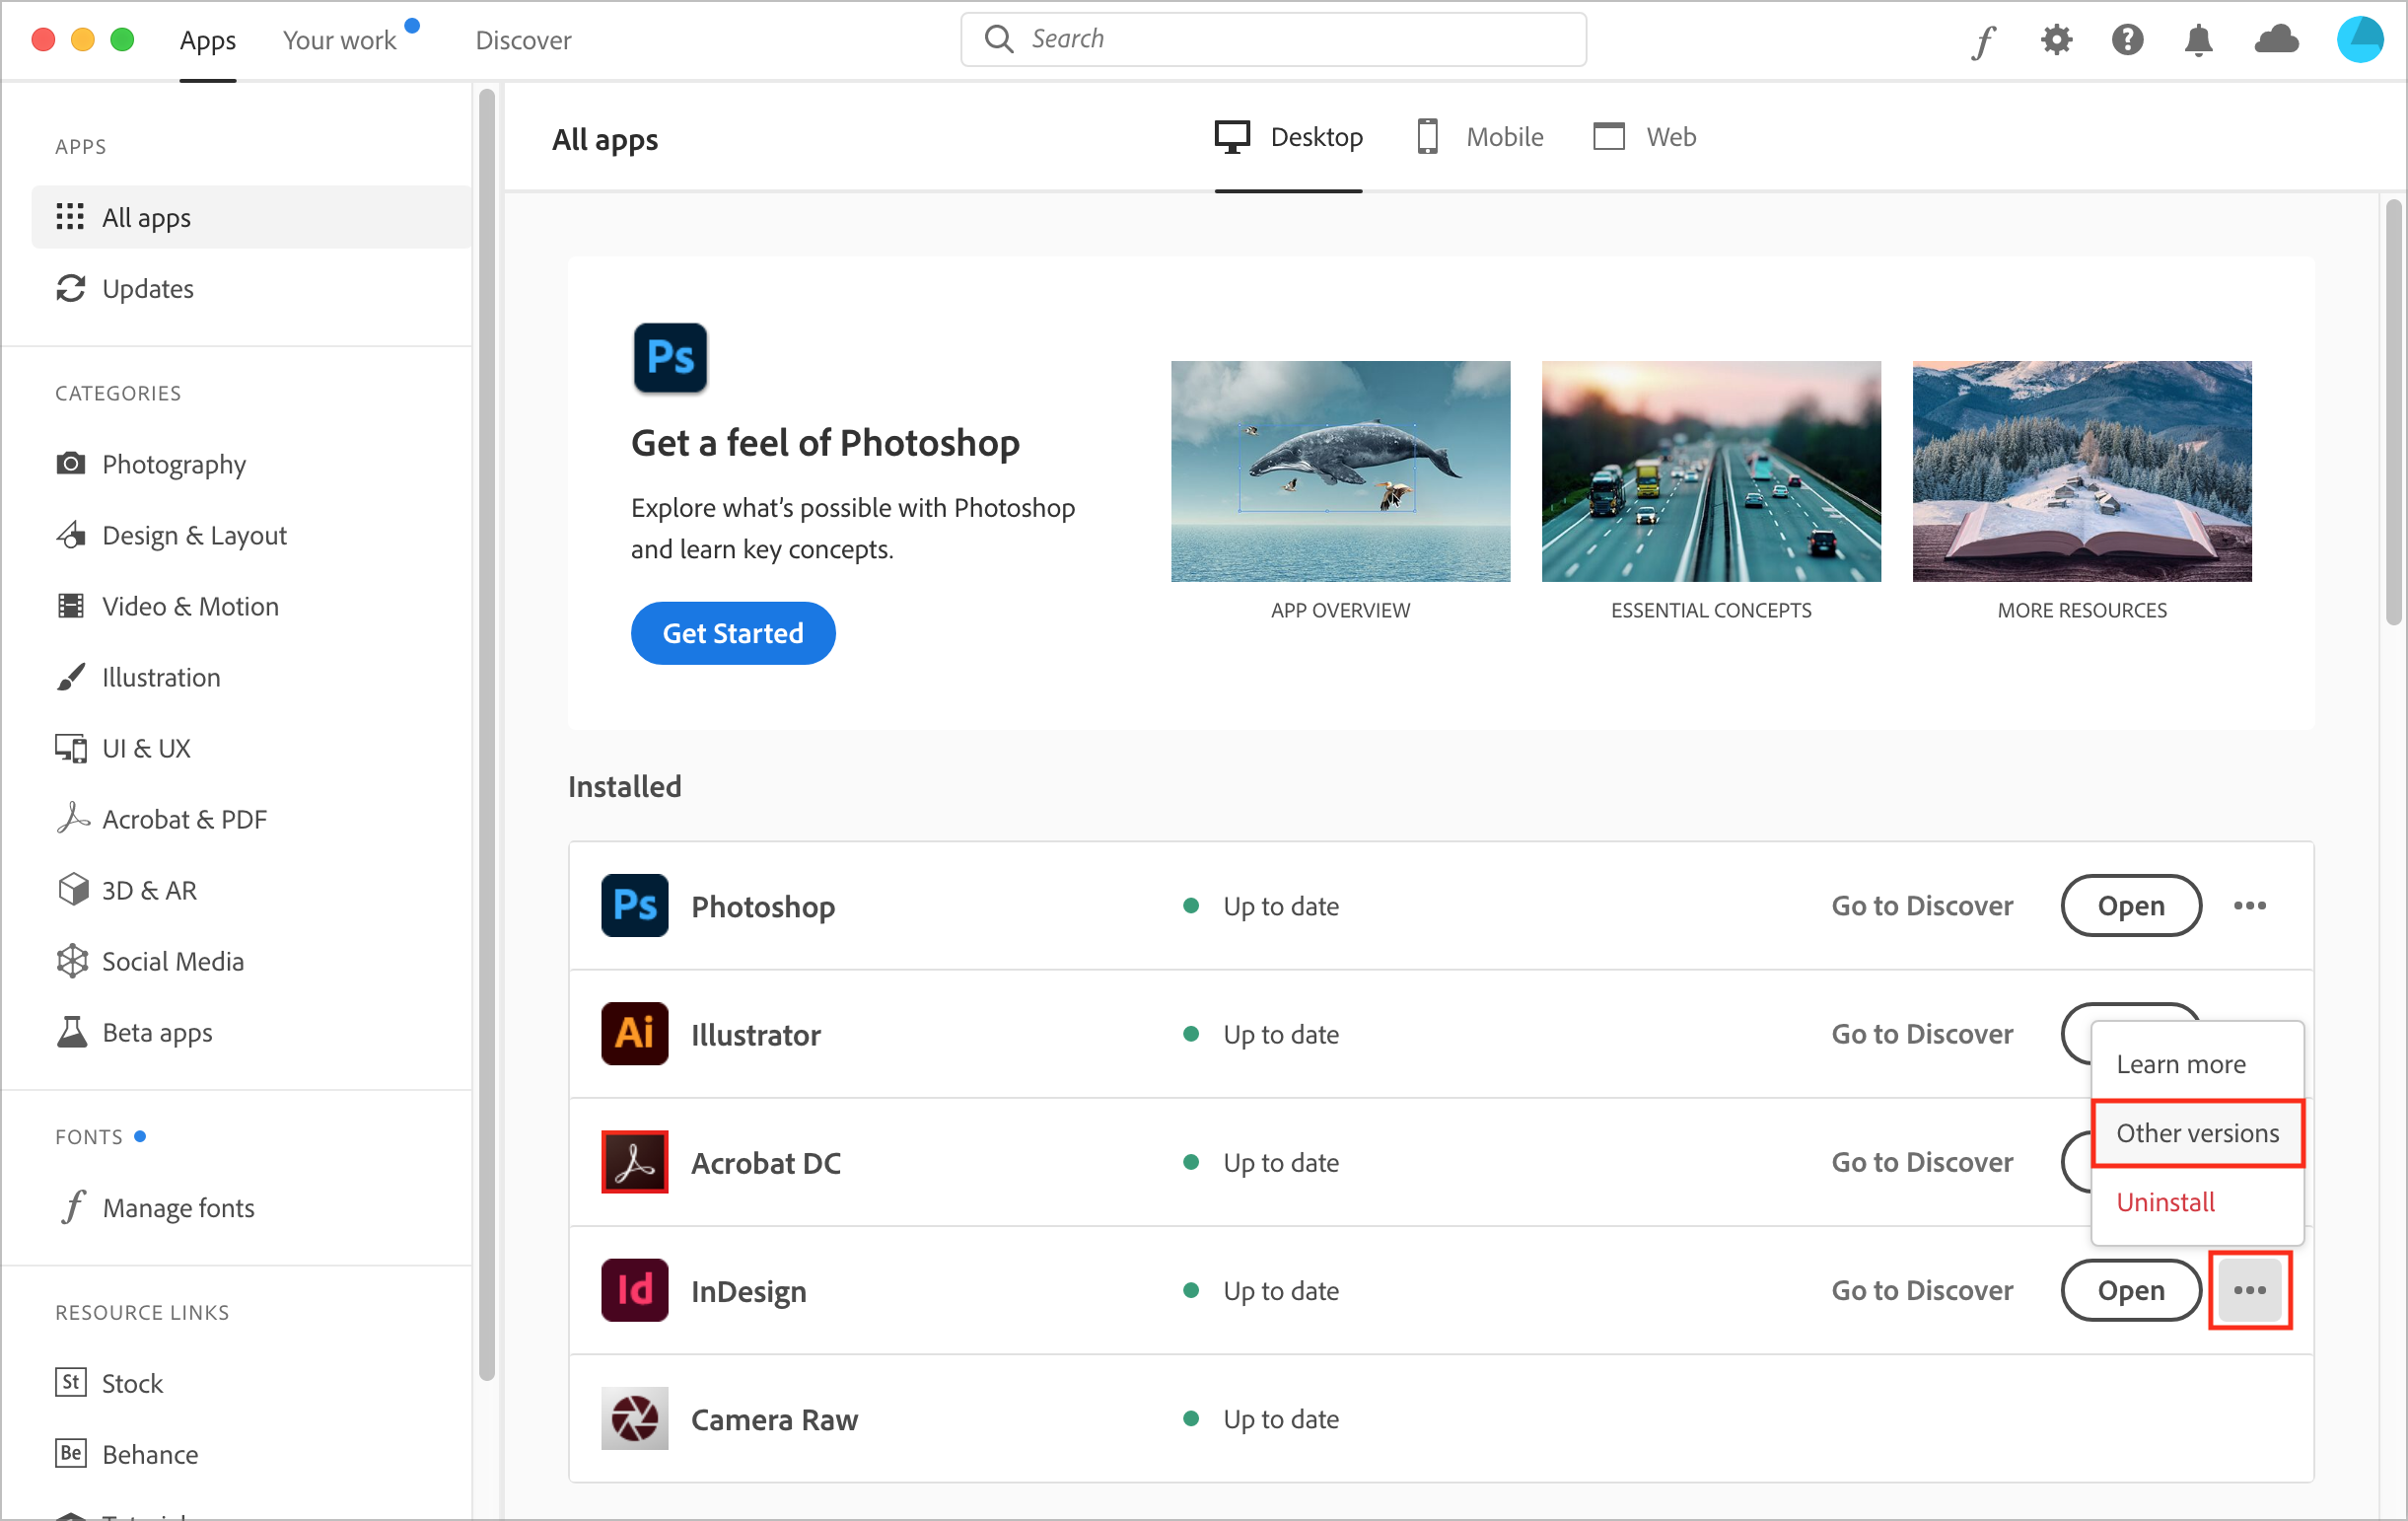 Apps
Your work
Discover
Search
APPS
All apps
Updates
CATEGORIES
Photography
Design & Layout
Video & Motion
Illustration
UI & UX
Acrobat & PDF
3D & AR
Social Media
Beta apps
FONTS
Manage fonts
RESOURCE LINKS
St Stock
Be Behance
All apps
Desktop
Mobile
Web
Ps
Get a feel of Photoshop
Explore what's possible with Photoshop
and learn key concepts.
Get Started
APP OVERVIEW
ESSENTIAL CONCEPTS
MORE RESOURCES
Installed
Ps Photoshop Up to date Go to Discover Open
Ai Illustrator Up to date Go to Discover
Learn more
Other versions
Uninstall
Acrobat DC Up to date Go to Discover
Id InDesign Up to date Go to Discover Open
Camera Raw Up to date